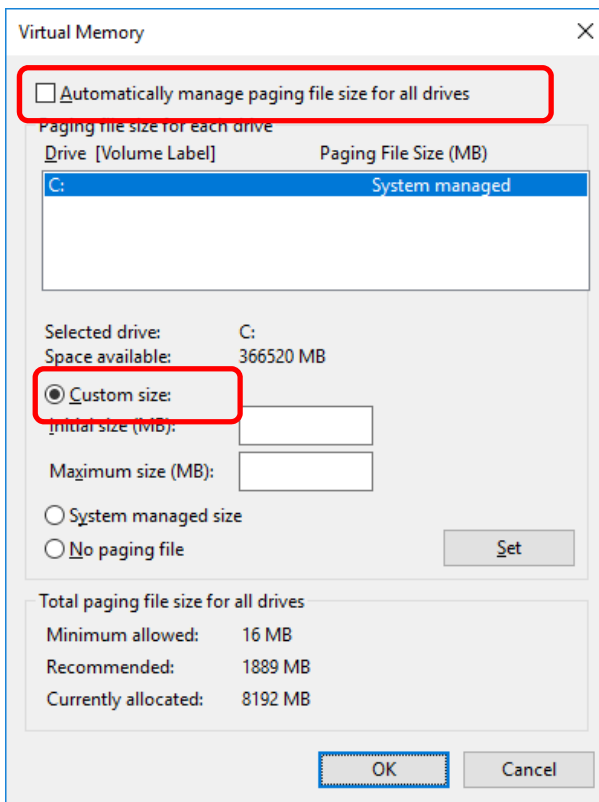 Virtual Memory
Automatically manage paging file size for all drives
Paging file size for each drive
Drive [Volume Label] Paging File Size (MB)
C: System managed
Selected drive: C:
Space available: 366520 MB
Custom size:
Initial size (MB):
Maximum size (MB):
System managed size
No paging file Set
Total paging file size for all drives
Minimum allowed: 16 MB
Recommended: 1889 MB
Currently allocated: 8192 MB
OK Cancel